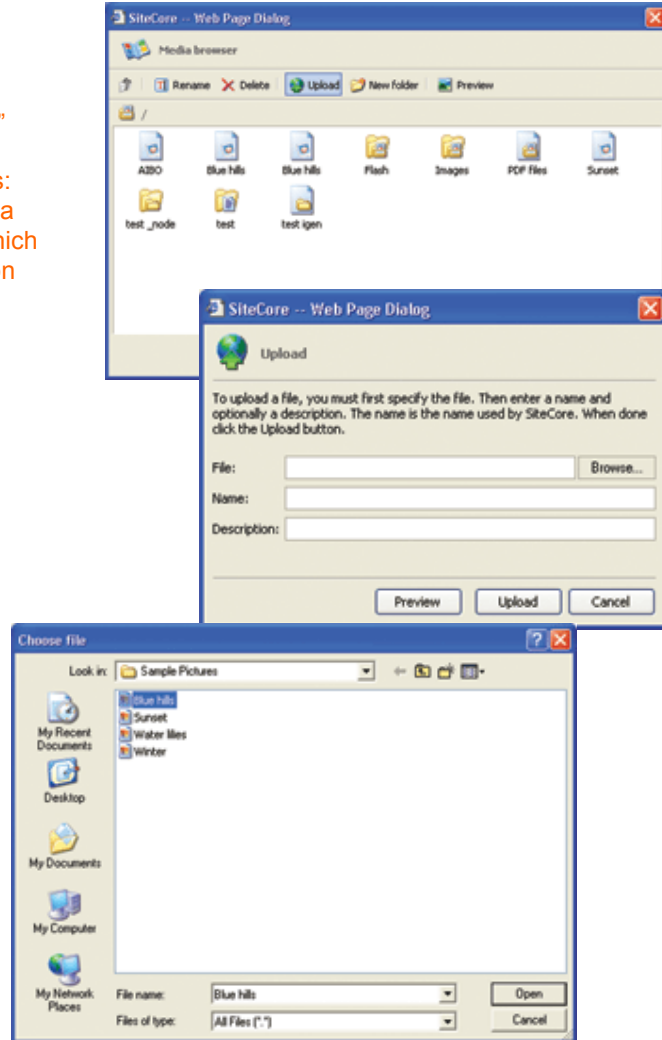 SiteCore -- Web Page Dialog
Media browser
Rename Delete Upload New folder Preview
/
AIBO Blue hills Blue hills Flash Images PDF files Sunset
test_node test test igen
”
s:
a
hich
n
SiteCore -- Web Page Dialog
Upload
To upload a file, you must first specify the file. Then enter a name and
optionally a description. The name is the name used by SiteCore. When done
click the Upload button.
File: Browse...
Name:
Description:
Preview Upload Cancel
Choose file
Look in: Sample Pictures
Blue hills
Sunset
Water lilies
Winter
My Recent
Documents
Desktop
My Documents
My Computer
My Network
Places
File name: Blue hills Open
Files of type: All Files (*.*) Cancel